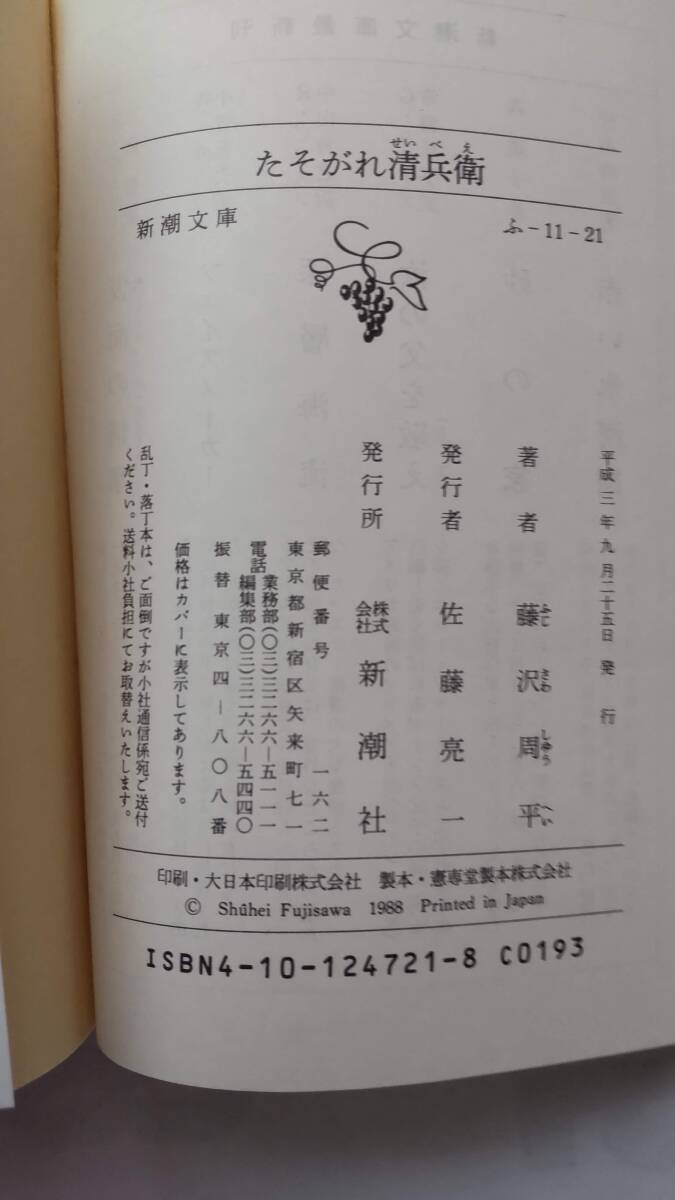 たそがれ清兵衛
せいべえ
新潮文庫
ふ-11-21
平成三年九月二十五日発行
著者 藤沢周平
しゅうへい
発行者 佐藤亮一
発行所 株式会社 新潮社
郵便番号 一六二
東京都新宿区矢来町七一
電話 業務部(〇三)三二六六—五一一一
編集部(〇三)三二六六—五四四〇
振替 東京四—八〇八番
価格はカバーに表示してあります。
乱丁・落丁本は、ご面倒ですが小社通信係宛ご送付
ください。送料小社負担にてお取替えいたします。
印刷・大日本印刷株式会社 製本・憲専堂製本株式会社
© Shûhei Fujisawa 1988 Printed in Japan
ISBN4-10-124721-8 C0193